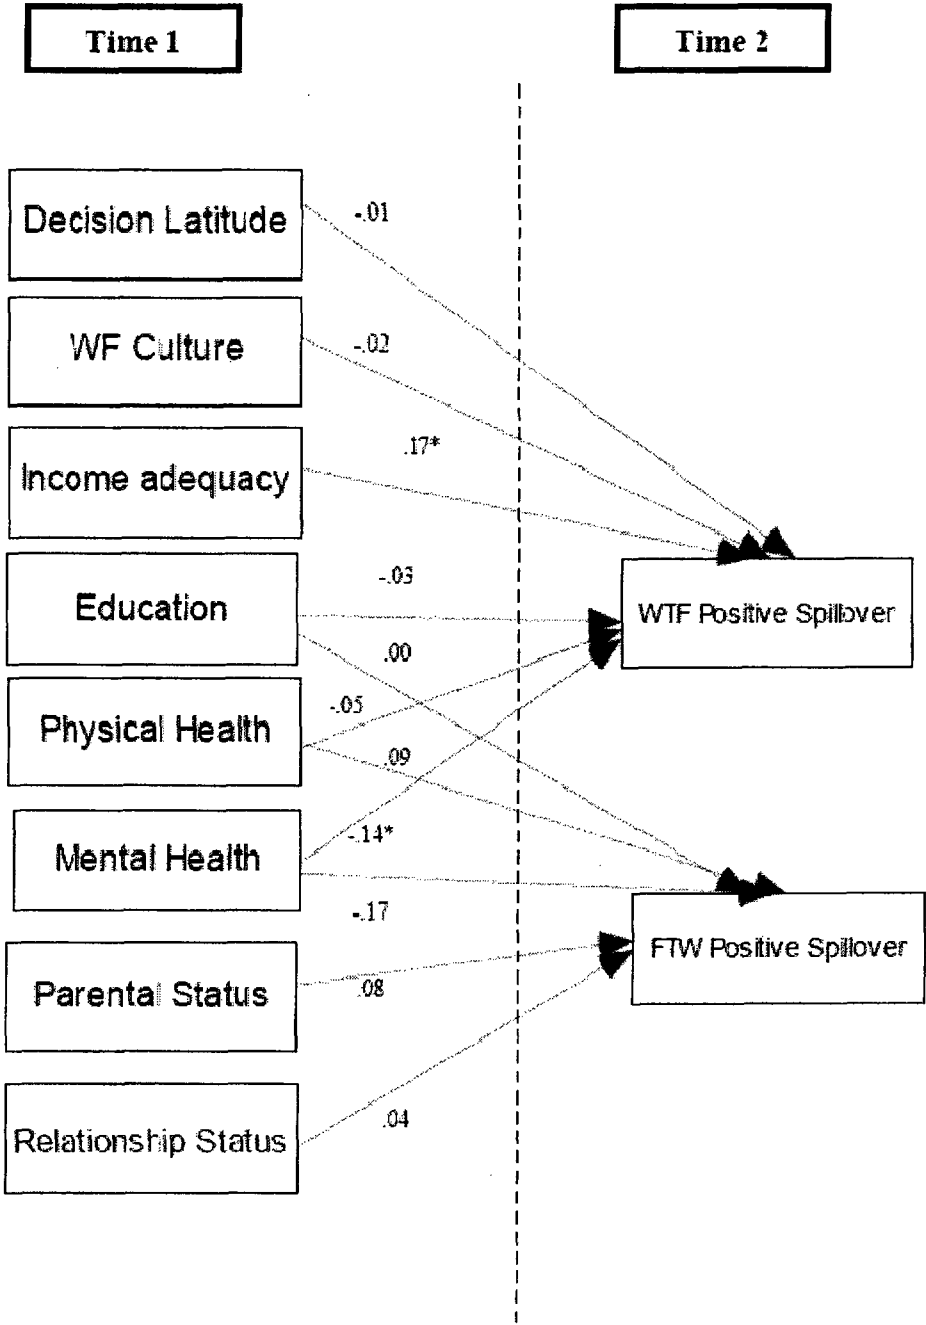 Time 1
Time 2
Decision Latitude
-.01
WF Culture
-.02
Income adequacy
.17*
Education
-.03
.00
WTF Positive Spillover
Physical Health
-.05
.09
Mental Health
-.14*
-.17
FTW Positive Spillover
Parental Status
.08
Relationship Status
.04